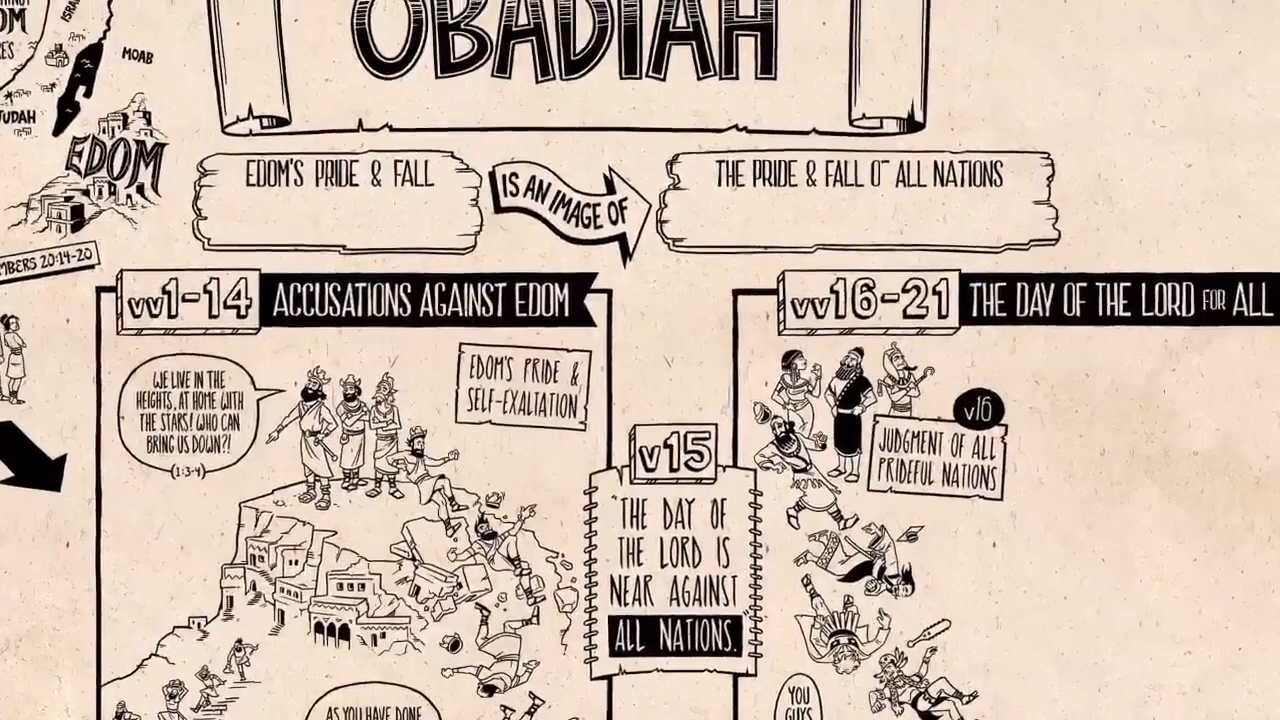 OBADIAH
ISRA
MOAB
JUDAH
EDOM
EDOM'S PRIDE & FALL
IS AN IMAGE OF
THE PRIDE & FALL O ALL NATIONS
MBERS 20:14-20
vv1-14 ACCUSATIONS AGAINST EDOM
WE LIVE IN THE
HEIGHTS, AT HOME WITH
THE STARS! WHO CAN
BRING US DOWN?!
(1:3-4)
EDOM'S PRIDE &
SELF-EXALTATION
v15
"THE DAY OF
THE LORD IS
NEAR AGAINST
ALL NATIONS."
vv16-21 THE DAY OF THE LORD FOR ALL
v16
JUDGMENT OF ALL
PRIDEFUL NATIONS
AS YOU HAVE DONE
YOU
GUYS